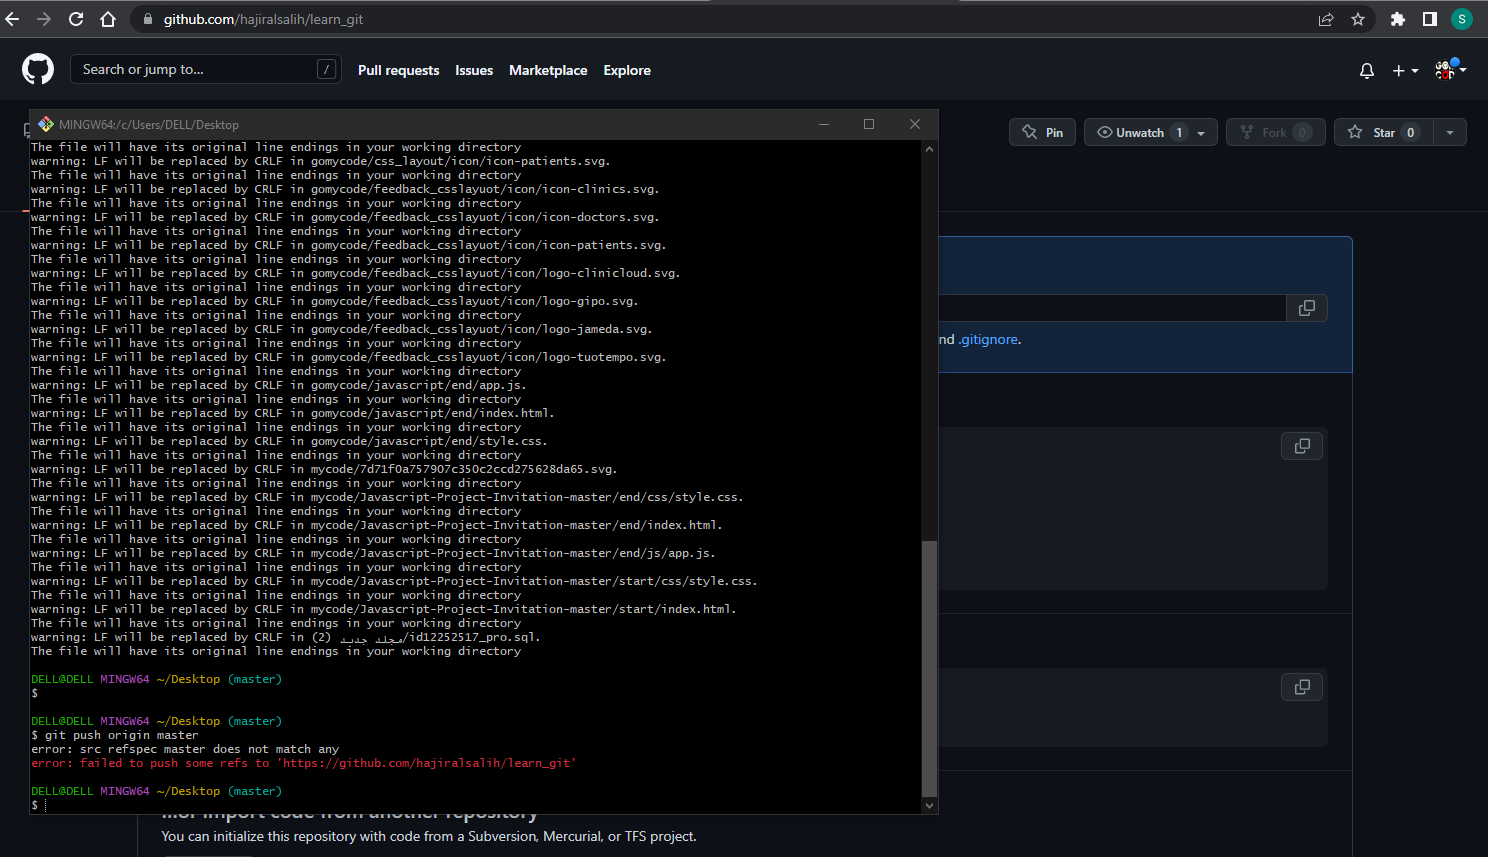 github.com/hajiralsalih/learn_git
S
Search or jump to...
/
Pull requests
Issues
Marketplace
Explore
MINGW64:/c/Users/DELL/Desktop
Pin
Unwatch 1
Fork 0
Star 0
The file will have its original line endings in your working directory
warning: LF will be replaced by CRLF in gomycode/css_layout/icon/icon-patients.svg.
The file will have its original line endings in your working directory
warning: LF will be replaced by CRLF in gomycode/feedback_csslayuot/icon/icon-clinics.svg.
The file will have its original line endings in your working directory
warning: LF will be replaced by CRLF in gomycode/feedback_csslayuot/icon/icon-doctors.svg.
The file will have its original line endings in your working directory
warning: LF will be replaced by CRLF in gomycode/feedback_csslayuot/icon/icon-patients.svg.
The file will have its original line endings in your working directory
warning: LF will be replaced by CRLF in gomycode/feedback_csslayuot/icon/logo-clinicloud.svg.
The file will have its original line endings in your working directory
warning: LF will be replaced by CRLF in gomycode/feedback_csslayuot/icon/logo-gipo.svg.
The file will have its original line endings in your working directory
warning: LF will be replaced by CRLF in gomycode/feedback_csslayuot/icon/logo-jameda.svg.
The file will have its original line endings in your working directory
warning: LF will be replaced by CRLF in gomycode/feedback_csslayuot/icon/logo-tuotempo.svg.
The file will have its original line endings in your working directory
warning: LF will be replaced by CRLF in gomycode/javascript/end/app.js.
The file will have its original line endings in your working directory
warning: LF will be replaced by CRLF in gomycode/javascript/end/index.html.
The file will have its original line endings in your working directory
warning: LF will be replaced by CRLF in gomycode/javascript/end/style.css.
The file will have its original line endings in your working directory
warning: LF will be replaced by CRLF in mycode/7d71f0a757907c350c2ccd275628da65.svg.
The file will have its original line endings in your working directory
warning: LF will be replaced by CRLF in mycode/Javascript-Project-Invitation-master/end/css/style.css.
The file will have its original line endings in your working directory
warning: LF will be replaced by CRLF in mycode/Javascript-Project-Invitation-master/end/index.html.
The file will have its original line endings in your working directory
warning: LF will be replaced by CRLF in mycode/Javascript-Project-Invitation-master/end/js/app.js.
The file will have its original line endings in your working directory
warning: LF will be replaced by CRLF in mycode/Javascript-Project-Invitation-master/start/css/style.css.
The file will have its original line endings in your working directory
warning: LF will be replaced by CRLF in mycode/Javascript-Project-Invitation-master/start/index.html.
The file will have its original line endings in your working directory
warning: LF will be replaced by CRLF in مجلد جديد (2)/id12252517_pro.sql.
The file will have its original line endings in your working directory
DELL@DELL MINGW64 ~/Desktop (master)
$
DELL@DELL MINGW64 ~/Desktop (master)
$ git push origin master
error: src refspec master does not match any
error: failed to push some refs to 'https://github.com/hajiralsalih/learn_git'
DELL@DELL MINGW64 ~/Desktop (master)
$
nd .gitignore.
...or import code from another repository
You can initialize this repository with code from a Subversion, Mercurial, or TFS project.